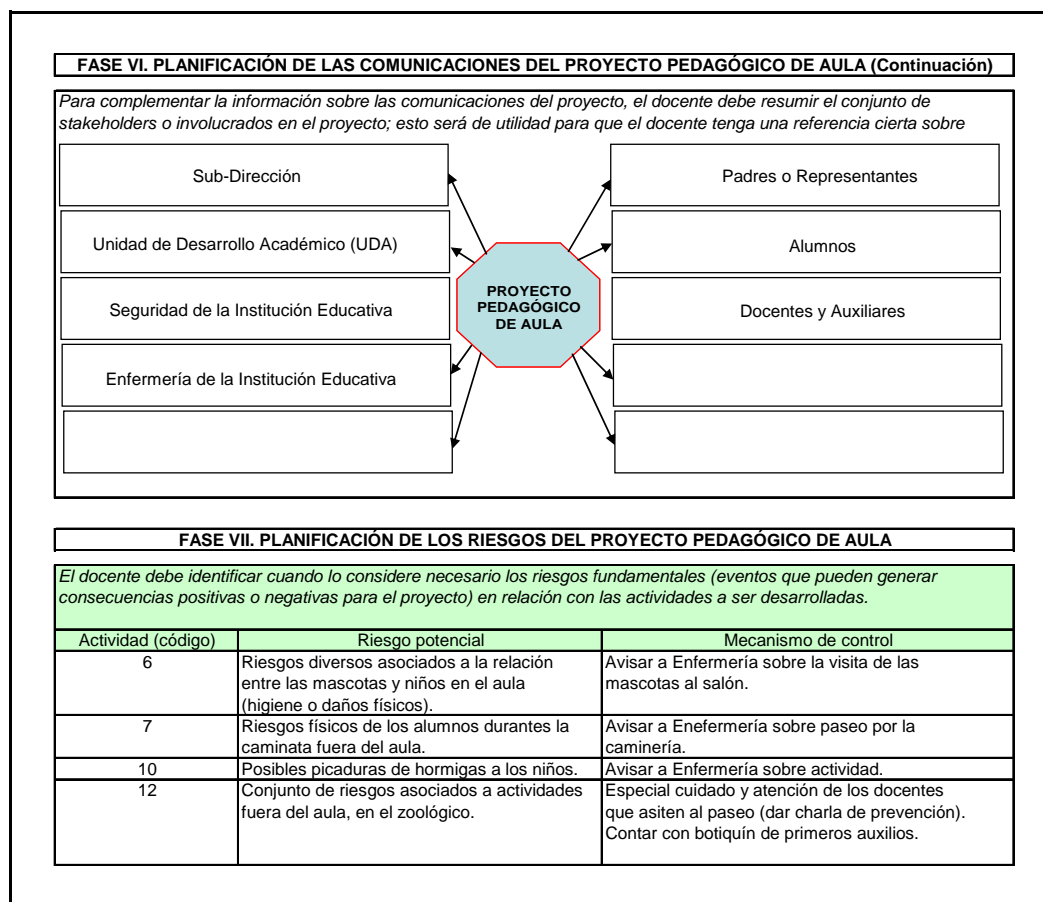 FASE VI. PLANIFICACIÓN DE LAS COMUNICACIONES DEL PROYECTO PEDAGÓGICO DE AULA (Continuación)
Para complementar la información sobre las comunicaciones del proyecto, el docente debe resumir el conjunto de
stakeholders o involucrados en el proyecto; esto será de utilidad para que el docente tenga una referencia cierta sobre
Sub-Dirección
Unidad de Desarrollo Académico (UDA)
Seguridad de la Institución Educativa
Enfermería de la Institución Educativa
PROYECTO
PEDAGÓGICO
DE AULA
Padres o Representantes
Alumnos
Docentes y Auxiliares
FASE VII. PLANIFICACIÓN DE LOS RIESGOS DEL PROYECTO PEDAGÓGICO DE AULA
El docente debe identificar cuando lo considere necesario los riesgos fundamentales (eventos que pueden generar
consecuencias positivas o negativas para el proyecto) en relación con las actividades a ser desarrolladas.
Actividad (código) Riesgo potencial Mecanismo de control
6 Riesgos diversos asociados a la relación Avisar a Enfermería sobre la visita de las
entre las mascotas y niños en el aula mascotas al salón.
(higiene o daños físicos).
7 Riesgos físicos de los alumnos durantes la Avisar a Enefermería sobre paseo por la
caminata fuera del aula. caminería.
10 Posibles picaduras de hormigas a los niños. Avisar a Enfermería sobre actividad.
12 Conjunto de riesgos asociados a actividades Especial cuidado y atención de los docentes
fuera del aula, en el zoológico. que asiten al paseo (dar charla de prevención).
Contar con botiquín de primeros auxilios.